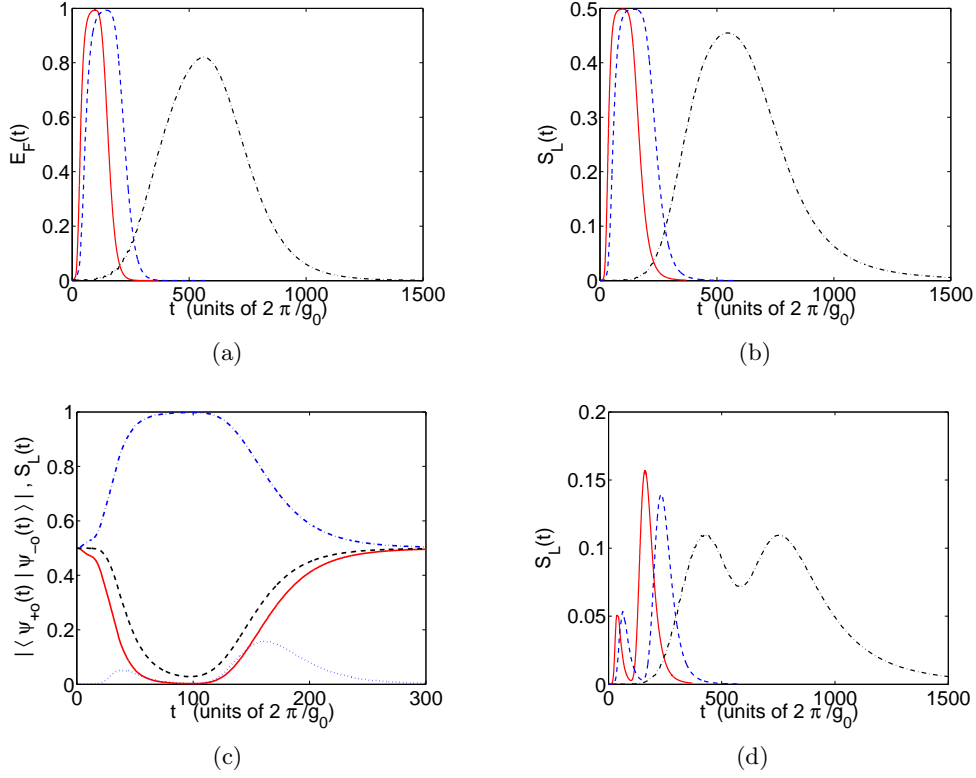 1
0.8
0.6
0.4
0.2
0
E_F(t)
0 500 1000 1500
t (units of 2 π/g_0)
(a)
0.5
0.4
0.3
0.2
0.1
0
S_L(t)
0 500 1000 1500
t (units of 2 π/g_0)
(b)
1
0.8
0.6
0.4
0.2
0
| ⟨ ψ_{+o}(t) | ψ_{−o}(t) ⟩ | , S_L(t)
0 100 200 300
t (units of 2 π/g_0)
(c)
0.2
0.15
0.1
0.05
0
S_L(t)
0 500 1000 1500
t (units of 2 π/g_0)
(d)